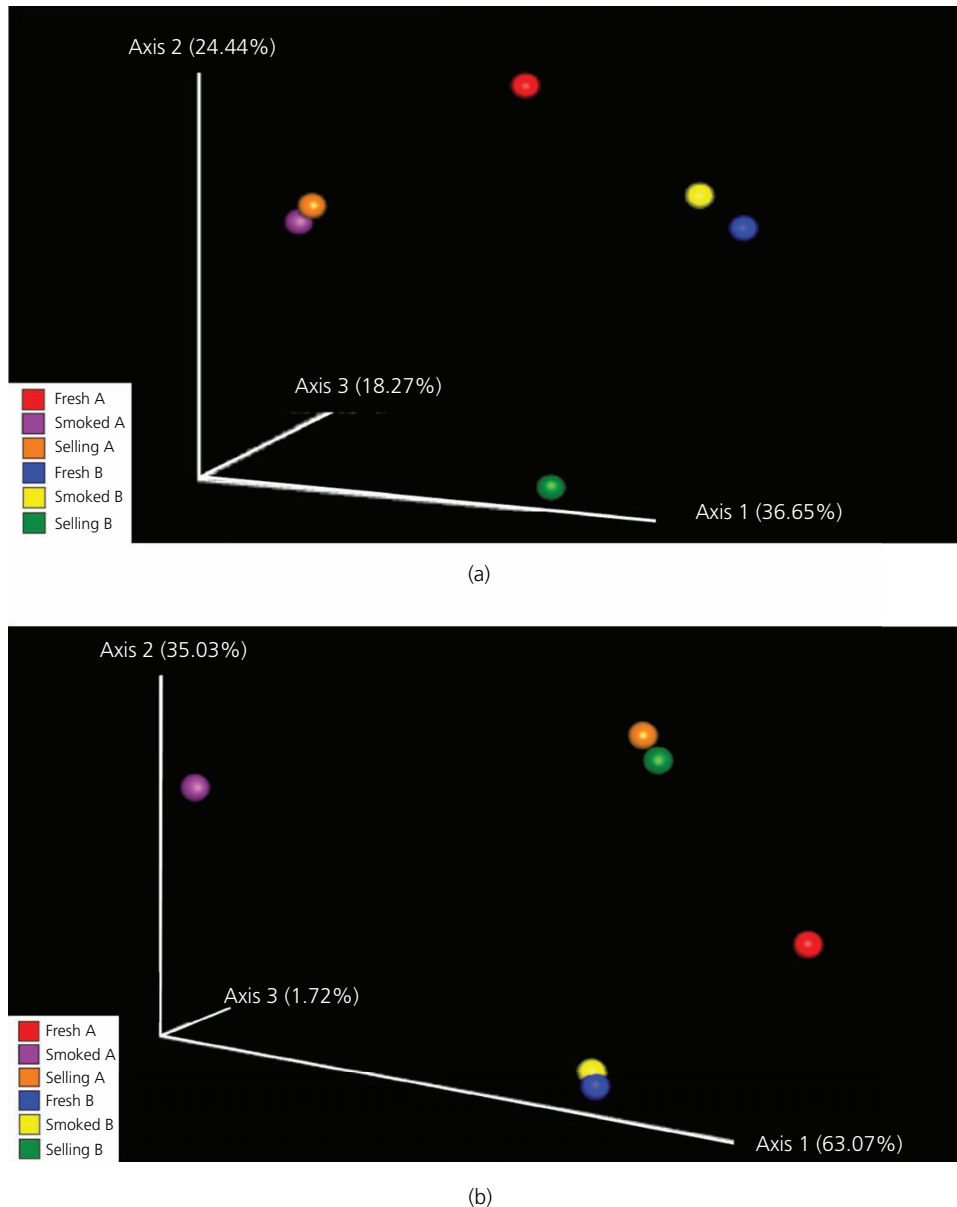 Axis 2 (24.44%)
Axis 3 (18.27%)
Fresh A
Smoked A
Selling A
Fresh B
Smoked B
Selling B
Axis 1 (36.65%)
(a)
Axis 2 (35.03%)
Axis 3 (1.72%)
Fresh A
Smoked A
Selling A
Fresh B
Smoked B
Selling B
Axis 1 (63.07%)
(b)